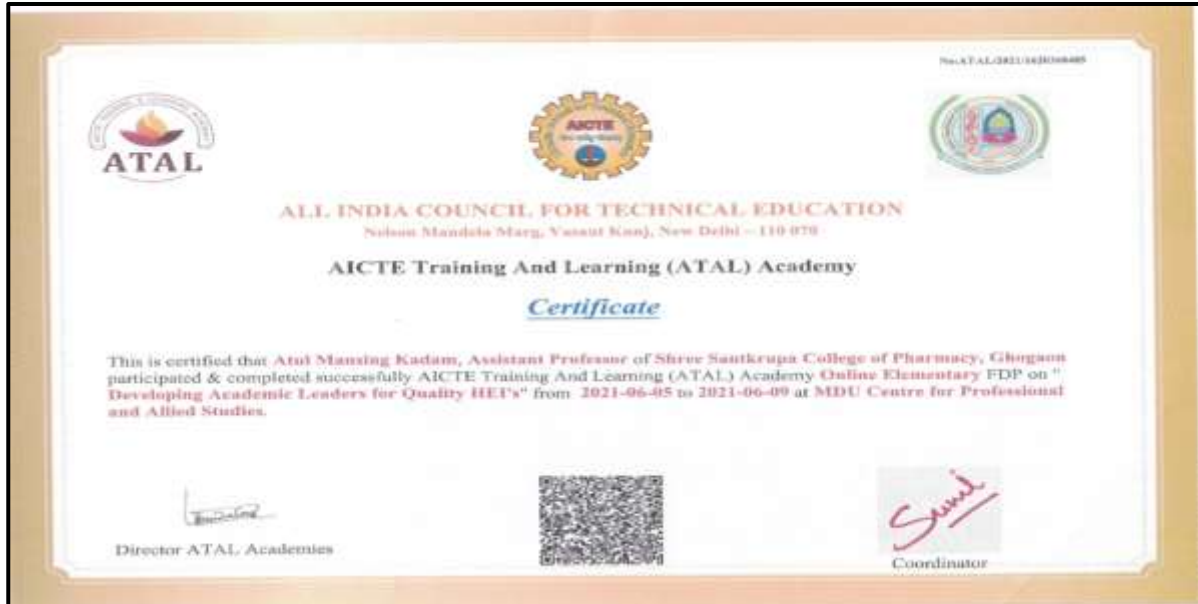 ATAL
AICTE
ALL INDIA COUNCIL FOR TECHNICAL EDUCATION
Nelson Mandela Marg, Vasant Kunj, New Delhi – 110 070
AICTE Training And Learning (ATAL) Academy
Certificate
This is certified that Atul Mansing Kadam, Assistant Professor of Shree Santkrupa College of Pharmacy, Ghogaon
participated & completed successfully AICTE Training And Learning (ATAL) Academy Online Elementary FDP on "
Developing Academic Leaders for Quality HEI's" from 2021-06-05 to 2021-06-09 at MDU Centre for Professional
and Allied Studies.
Sunil
Director ATAL Academies
Coordinator